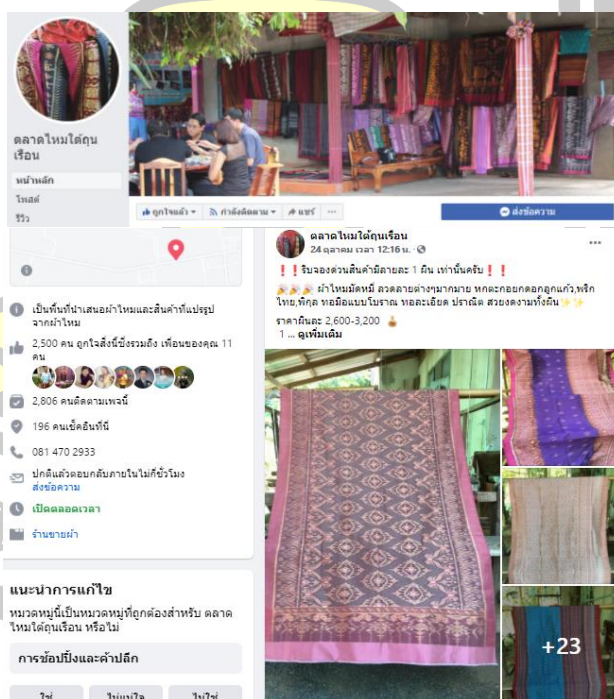 ตลาดไหมใต้ถุน
เรือน
หน้าหลัก
โพสต์
รีวิว
ถูกใจแล้ว
กำลังติดตาม
แชร์
ส่งข้อความ
เป็นพื้นที่นำเสนอผ้าไหมและสินค้าที่แปรรูป
จากผ้าไหม
2,500 คน ถูกใจสิ่งนี้ซึ่งรวมถึง เพื่อนของคุณ 11
คน
2,806 คนติดตามเพจนี้
196 คนเช็คอินที่นี่
081 470 2933
ปกติแล้วตอบกลับภายในไม่กี่ชั่วโมง
ส่งข้อความ
เปิดตลอดเวลา
ร้านขายผ้า
แนะนำการแก้ไข
หมวดหมู่นี้เป็นหมวดหมู่ที่ถูกต้องสำหรับ ตลาด
ไหมใต้ถุนเรือน หรือไม่
การช้อปปิ้งและค้าปลีก
ใช่ ไม่แน่ใจ ไม่ใช่
ตลาดไหมใต้ถุนเรือน
24 ตุลาคม เวลา 12:16 น. ·
❗❗รับจองด่วนสินค้ามีลายละ 1 ผืน เท่านั้นครับ❗❗
ผ้าไหมมัดหมี่ ลวดลายต่างๆมากมาย หกตะกอยกดอกลูกแก้ว,พริก
ไทย,พิกุล ทอมือแบบโบราณ ทอละเอียด ปราณีต สวยงดงามทั้งผืน✨✨
ราคาผืนละ 2,600-3,200
1 ... ดูเพิ่มเติม
+23